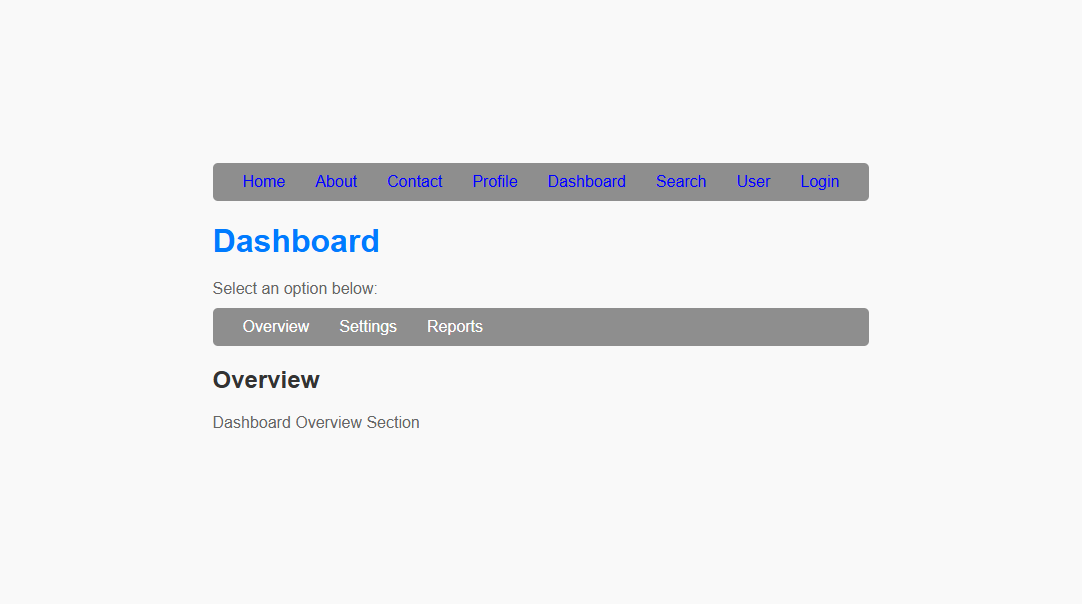 Home About Contact Profile Dashboard Search User Login
Dashboard
Select an option below:
Overview Settings Reports
Overview
Dashboard Overview Section